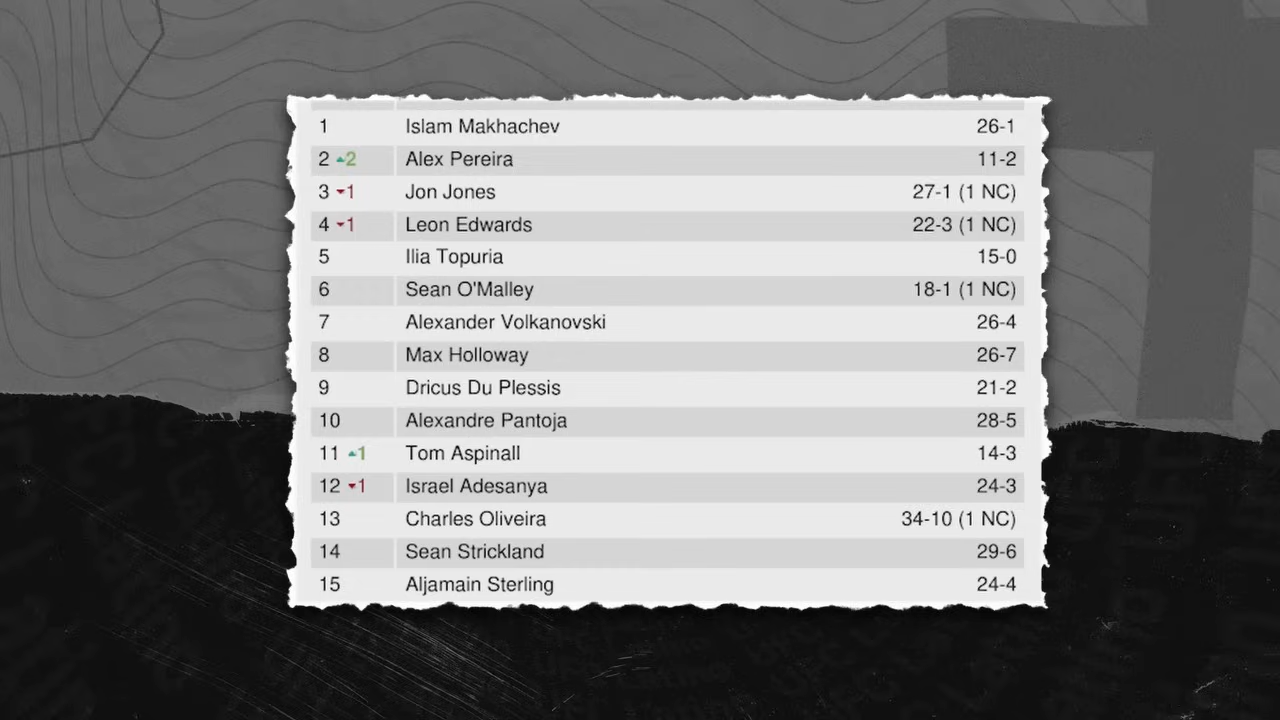 1 Islam Makhachev 26-1
2 ▲2 Alex Pereira 11-2
3 ▼1 Jon Jones 27-1 (1 NC)
4 ▼1 Leon Edwards 22-3 (1 NC)
5 Ilia Topuria 15-0
6 Sean O'Malley 18-1 (1 NC)
7 Alexander Volkanovski 26-4
8 Max Holloway 26-7
9 Dricus Du Plessis 21-2
10 Alexandre Pantoja 28-5
11 ▲1 Tom Aspinall 14-3
12 ▼1 Israel Adesanya 24-3
13 Charles Oliveira 34-10 (1 NC)
14 Sean Strickland 29-6
15 Aljamain Sterling 24-4